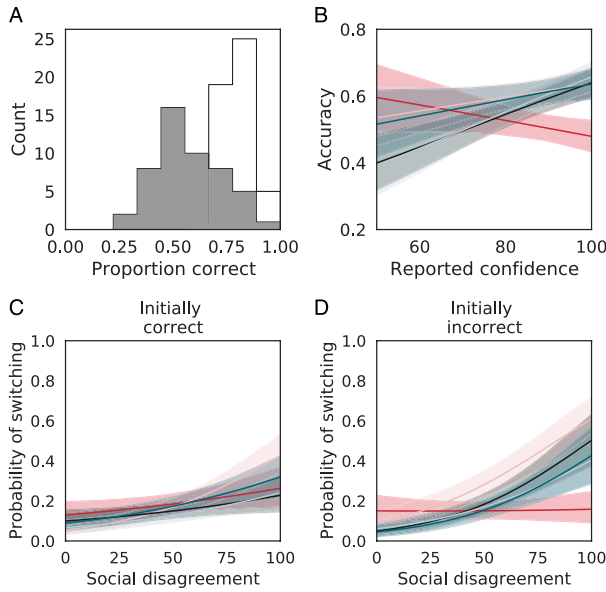 A
B
25
20
15
10
5
0
Count
0.00
0.25
0.50
0.75
1.00
Proportion correct
0.8
0.6
0.4
0.2
Accuracy
60
80
100
Reported confidence
C
Initially
correct
D
Initially
incorrect
1.0
0.8
0.6
0.4
0.2
0.0
Probability of switching
0
25
50
75
100
Social disagreement
1.0
0.8
0.6
0.4
0.2
0.0
Probability of switching
0
25
50
75
100
Social disagreement